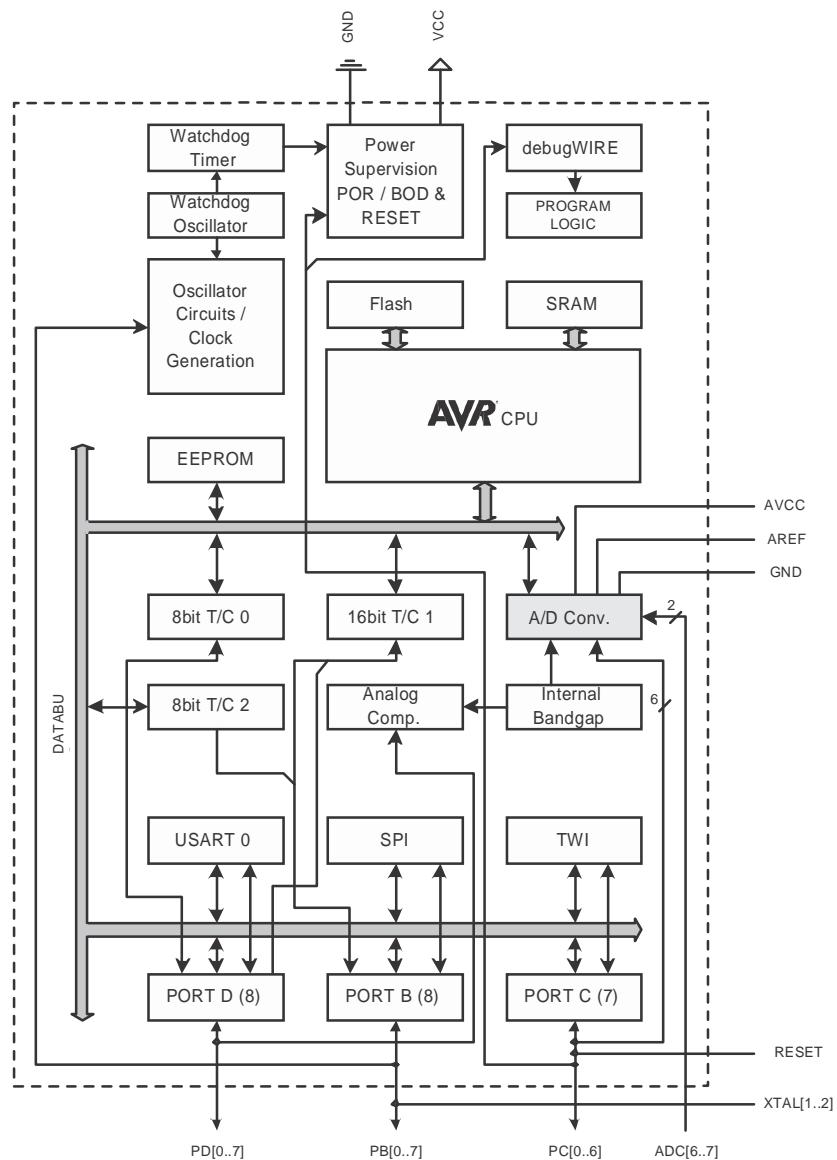 GND
VCC
Watchdog
Timer
Power
Supervision
POR / BOD &
RESET
debugWIRE
Watchdog
Oscillator
PROGRAM
LOGIC
Oscillator
Circuits /
Clock
Generation
Flash
SRAM
AVR CPU
EEPROM
AVCC
AREF
GND
8bit T/C 0
16bit T/C 1
A/D Conv.
2
8bit T/C 2
Analog
Comp.
Internal
Bandgap
6
DATABU
USART 0
SPI
TWI
PORT D (8)
PORT B (8)
PORT C (7)
RESET
XTAL[1..2]
PD[0..7]
PB[0..7]
PC[0..6]
ADC[6..7]